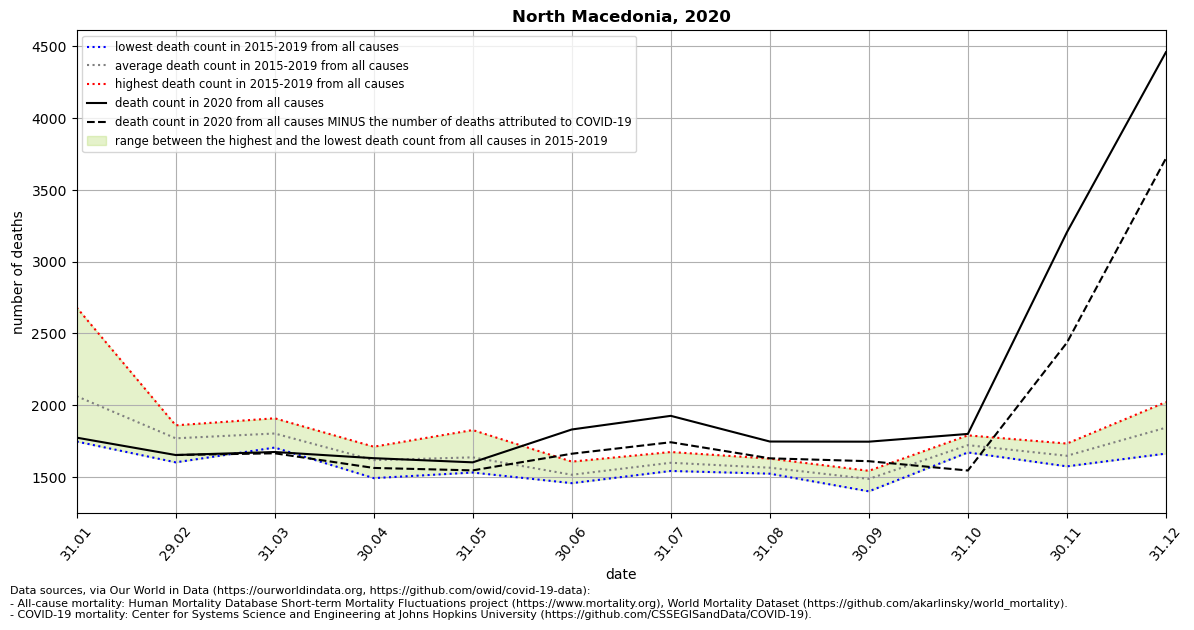 North Macedonia, 2020
lowest death count in 2015-2019 from all causes
average death count in 2015-2019 from all causes
highest death count in 2015-2019 from all causes
death count in 2020 from all causes
death count in 2020 from all causes MINUS the number of deaths attributed to COVID-19
range between the highest and the lowest death count from all causes in 2015-2019
number of deaths
4500
4000
3500
3000
2500
2000
1500
31.01
29.02
31.03
30.04
31.05
30.06
31.07
31.08
30.09
31.10
30.11
31.12
date
Data sources, via Our World in Data (https://ourworldindata.org, https://github.com/owid/covid-19-data):
- All-cause mortality: Human Mortality Database Short-term Mortality Fluctuations project (https://www.mortality.org), World Mortality Dataset (https://github.com/akarlinsky/world_mortality).
- COVID-19 mortality: Center for Systems Science and Engineering at Johns Hopkins University (https://github.com/CSSEGISandData/COVID-19).